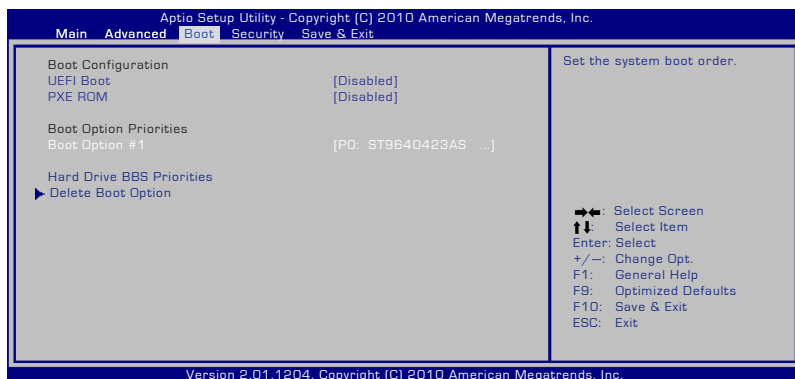 Aptio Setup Utility - Copyright (C) 2010 American Megatrends, Inc.
Main Advanced Boot Security Save & Exit
Boot Configuration
UEFI Boot [Disabled]
PXE ROM [Disabled]
Boot Option Priorities
Boot Option #1 [P0: ST9640423AS ...]
Hard Drive BBS Priorities
Delete Boot Option
Set the system boot order.
→←: Select Screen
↑↓: Select Item
Enter: Select
+/—: Change Opt.
F1: General Help
F9: Optimized Defaults
F10: Save & Exit
ESC: Exit
Version 2.01.1204. Copyright (C) 2010 American Megatrends, Inc.